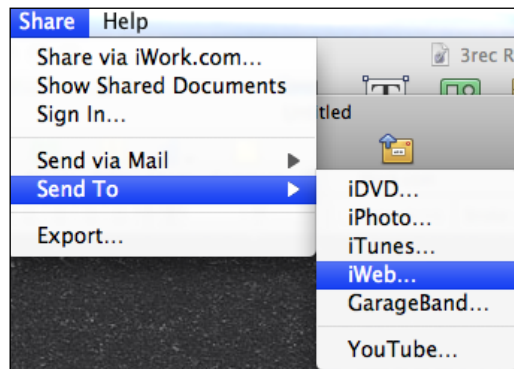 Share Help
Share via iWork.com...
Show Shared Documents
Sign In...
Send via Mail
Send To
Export...
3rec R
T
tled
iDVD...
iPhoto...
iTunes...
iWeb...
GarageBand...
YouTube...